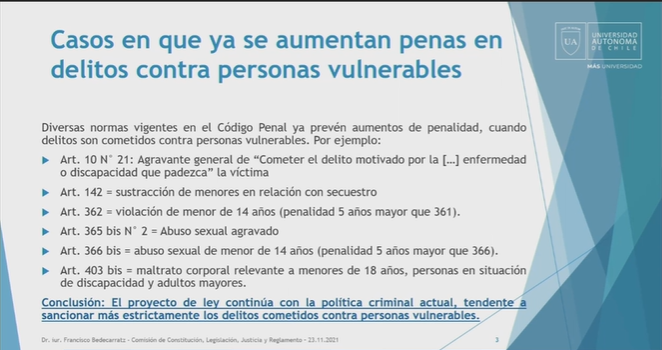 Casos en que ya se aumentan penas en
delitos contra personas vulnerables
UA
UNIVERSIDAD
AUTÓNOMA
DE CHILE
MÁS UNIVERSIDAD
Diversas normas vigentes en el Código Penal ya prevén aumentos de penalidad, cuando
delitos son cometidos contra personas vulnerables. Por ejemplo:
Art. 10 N° 21: Agravante general de “Cometer el delito motivado por la […] enfermedad
o discapacidad que padezca” la víctima
Art. 142 = sustracción de menores en relación con secuestro
Art. 362 = violación de menor de 14 años (penalidad 5 años mayor que 361).
Art. 365 bis N° 2 = Abuso sexual agravado
Art. 366 bis = abuso sexual de menor de 14 años (penalidad 5 años mayor que 366).
Art. 403 bis = maltrato corporal relevante a menores de 18 años, personas en situación
de discapacidad y adultos mayores.
Conclusión: El proyecto de ley continúa con la política criminal actual, tendente a
sancionar más estrictamente los delitos cometidos contra personas vulnerables.
Dr. iur. Francisco Bedecarratz - Comisión de Constitución, Legislación, Justicia y Reglamento - 23.11.2021
3